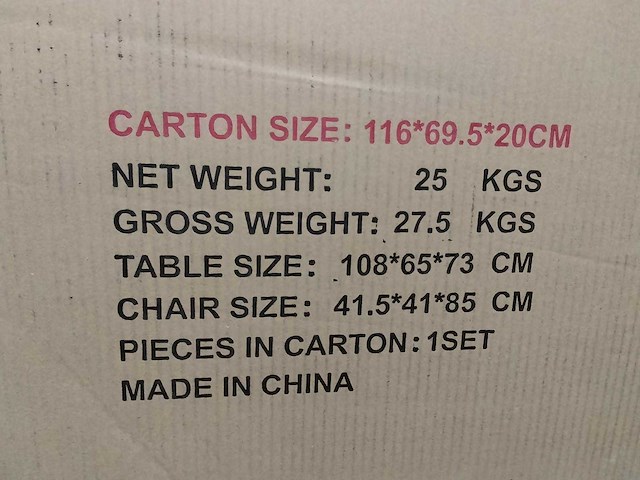 CARTON SIZE: 116*69.5*20CM
NET WEIGHT: 25 KGS
GROSS WEIGHT: 27.5 KGS
TABLE SIZE: 108*65*73 CM
CHAIR SIZE: 41.5*41*85 CM
PIECES IN CARTON: 1SET
MADE IN CHINA